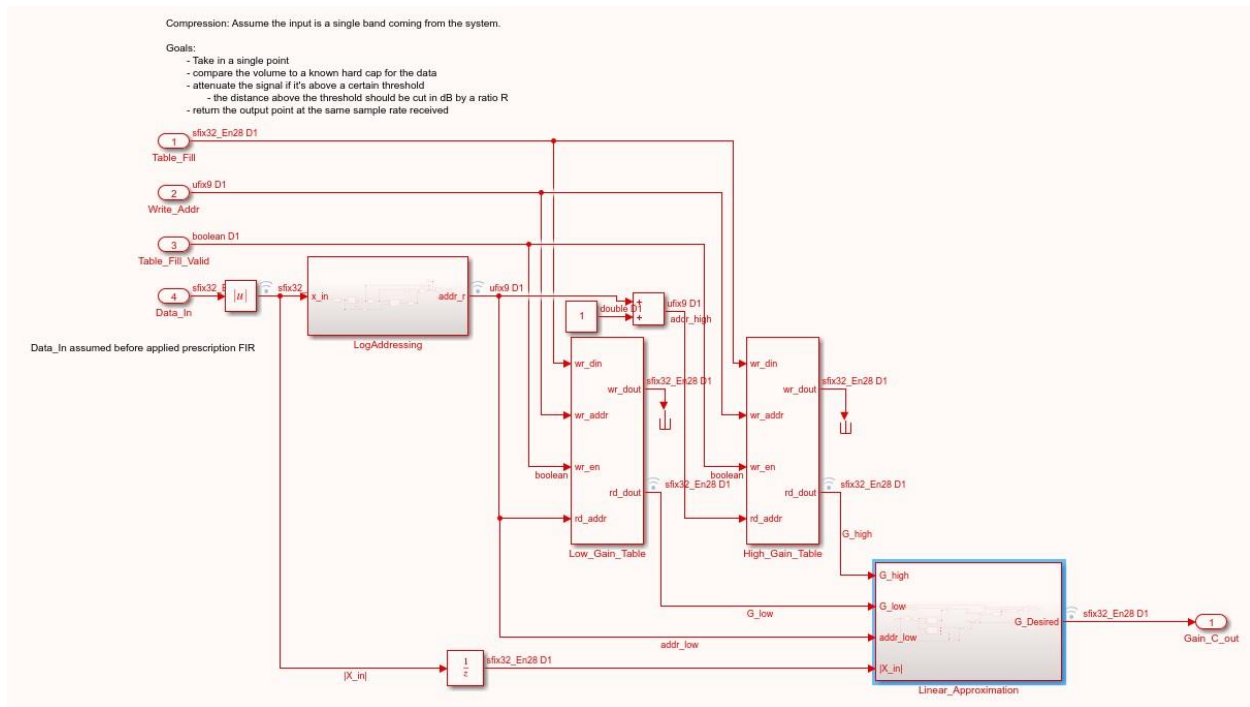 Compression: Assume the input is a single band coming from the system.
Goals:
- Take in a single point
- compare the volume to a known hard cap for the data
- attenuate the signal if it's above a certain threshold
- the distance above the threshold should be cut in dB by a ratio R
- return the output point at the same sample rate received
1
sfix32_En28 D1
Table_Fill
2
ufix9 D1
Write_Addr
3
boolean D1
Table_Fill_Valid
4
sfix32_E
|u|
sfix32_
x_in
addr_r
ufix9 D1
1
double D1
+
+
ufix9 D1
addr_high
Data_In
LogAddressing
Data_In assumed before applied prescription FIR
wr_din
wr_dout
sfix32_En28 D1
wr_addr
wr_en
boolean
rd_dout
sfix32_En28 D1
rd_addr
Low_Gain_Table
wr_din
wr_dout
sfix32_En28 D1
wr_addr
wr_en
boolean
rd_dout
sfix32_En28 D1
rd_addr
High_Gain_Table
G_high
G_high
G_low
G_low
G_Desired
sfix32_En28 D1
1
Gain_C_out
addr_low
addr_low
|X_in|
1
z
sfix32_En28 D1
|X_in|
Linear_Approximation